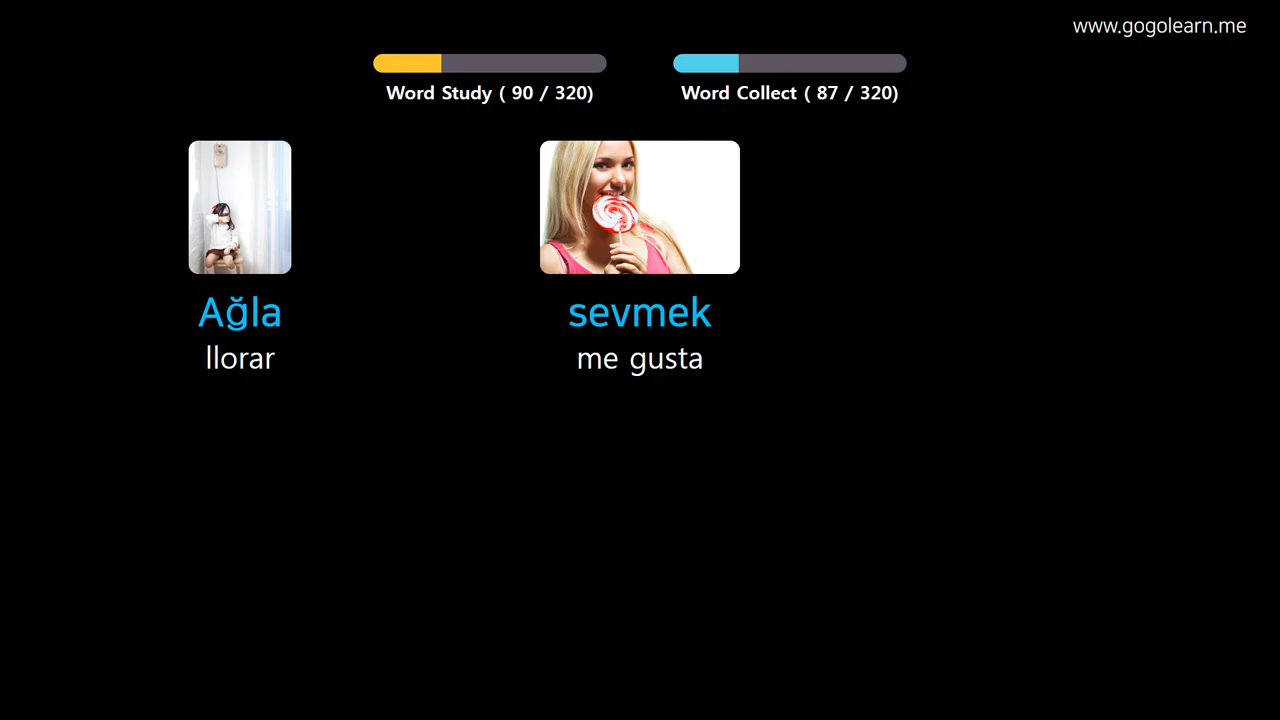 www.gogolearn.me
Word Study ( 90 / 320)
Word Collect ( 87 / 320)
Ağla
llorar
sevmek
me gusta